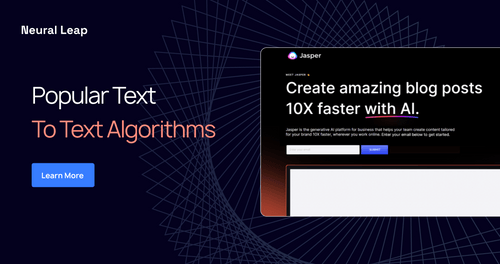 Neural Leap
Popular Text
To Text Algorithms
Learn More
Jasper
MEET JASPER
Create amazing blog posts
10X faster with AI.
Jasper is the generative AI platform for business that helps your team create content tailored
for your brand 10X faster, wherever you work online. Enter your email below to get started.
SUBMIT